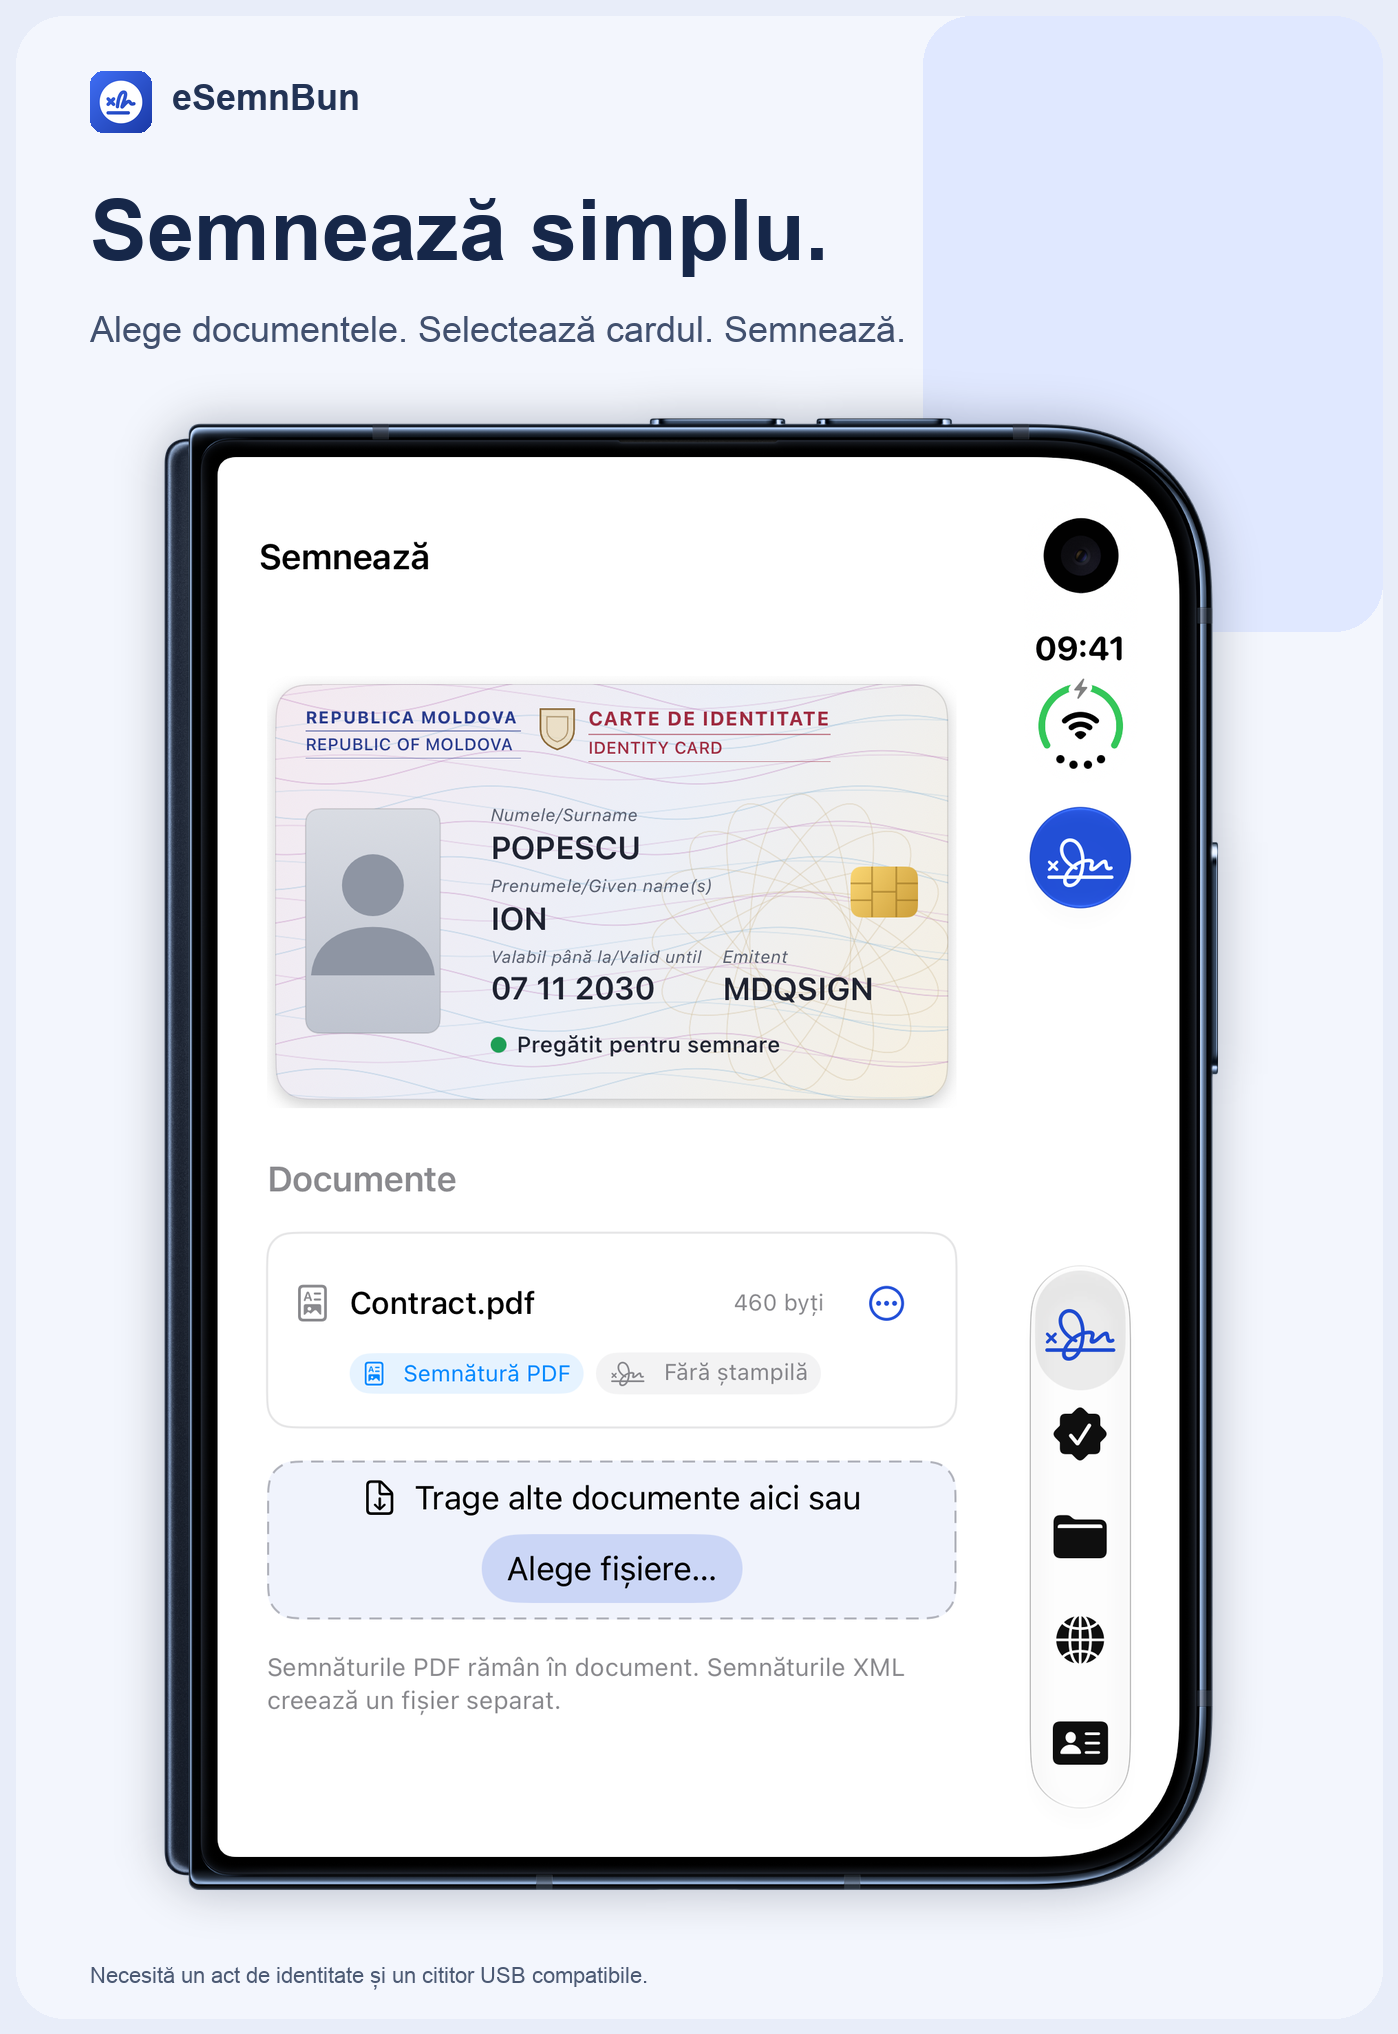 eSemnBun
Semnează simplu.
Alege documentele. Selectează cardul. Semnează.
Semnează
09:41
REPUBLICA MOLDOVA
REPUBLIC OF MOLDOVA
CARTE DE IDENTITATE
IDENTITY CARD
Numele/Surname
POPESCU
Prenumele/Given name(s)
ION
Valabil până la/Valid until
Emitent
07 11 2030
MDQSIGN
Pregătit pentru semnare
Documente
Contract.pdf
460 byți
Semnătură PDF
Fără ștampilă
Trage alte documente aici sau
Alege fișiere...
Semnăturile PDF rămân în document. Semnăturile XML
creează un fișier separat.
Necesită un act de identitate și un cititor USB compatibile.